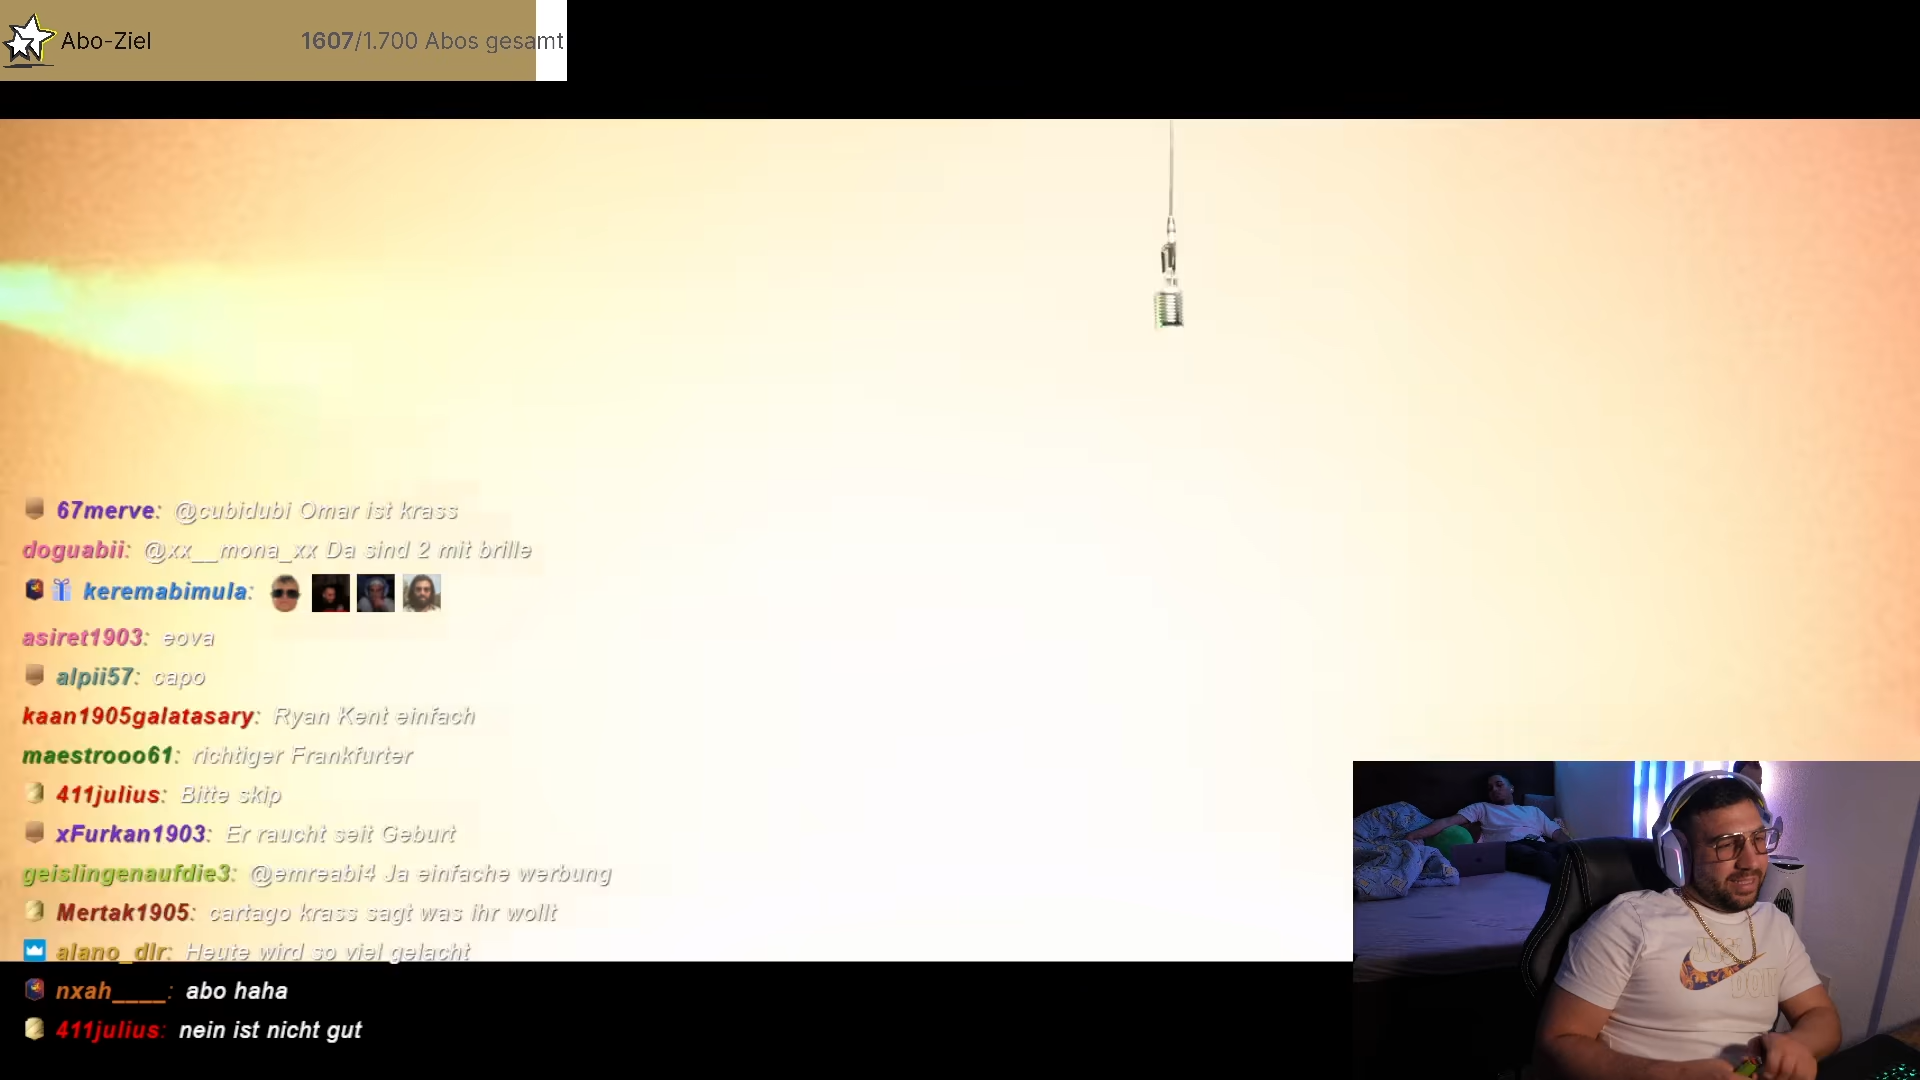 Abo-Ziel 1607/1.700 Abos gesamt
67merve: @cubidubi Omar ist krass
doguabii: @xx__mona_xx Da sind 2 mit brille
keremabimula:
asiret1903: eova
alpii57: capo
kaan1905galatasary: Ryan Kent einfach
maestrooo61: richtiger Frankfurter
411julius: Bitte skip
xFurkan1903: Er raucht seit Geburt
geislingenaufdie3: @emreabi4 Ja einfache werbung
Mertak1905: cartago krass sagt was ihr wollt
alano_dlr: Heute wird so viel gelacht
nxah____: abo haha
411julius: nein ist nicht gut
JUST
DO IT